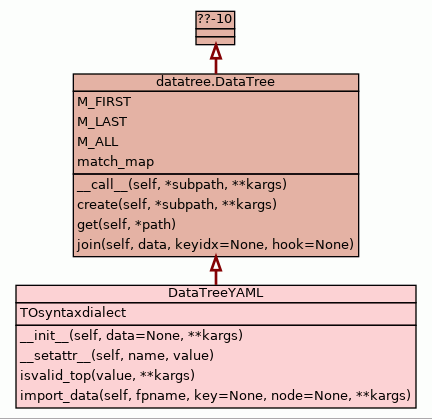 ??-10
datatree.DataTree
M_FIRST
M_LAST
M_ALL
match_map
__call__(self, *subpath, **kargs)
create(self, *subpath, **kargs)
get(self, *path)
join(self, data, keyidx=None, hook=None)
DataTreeYAML
TOsyntaxdialect
__init__(self, data=None, **kargs)
__setattr__(self, name, value)
isvalid_top(value, **kargs)
import_data(self, fpname, key=None, node=None, **kargs)